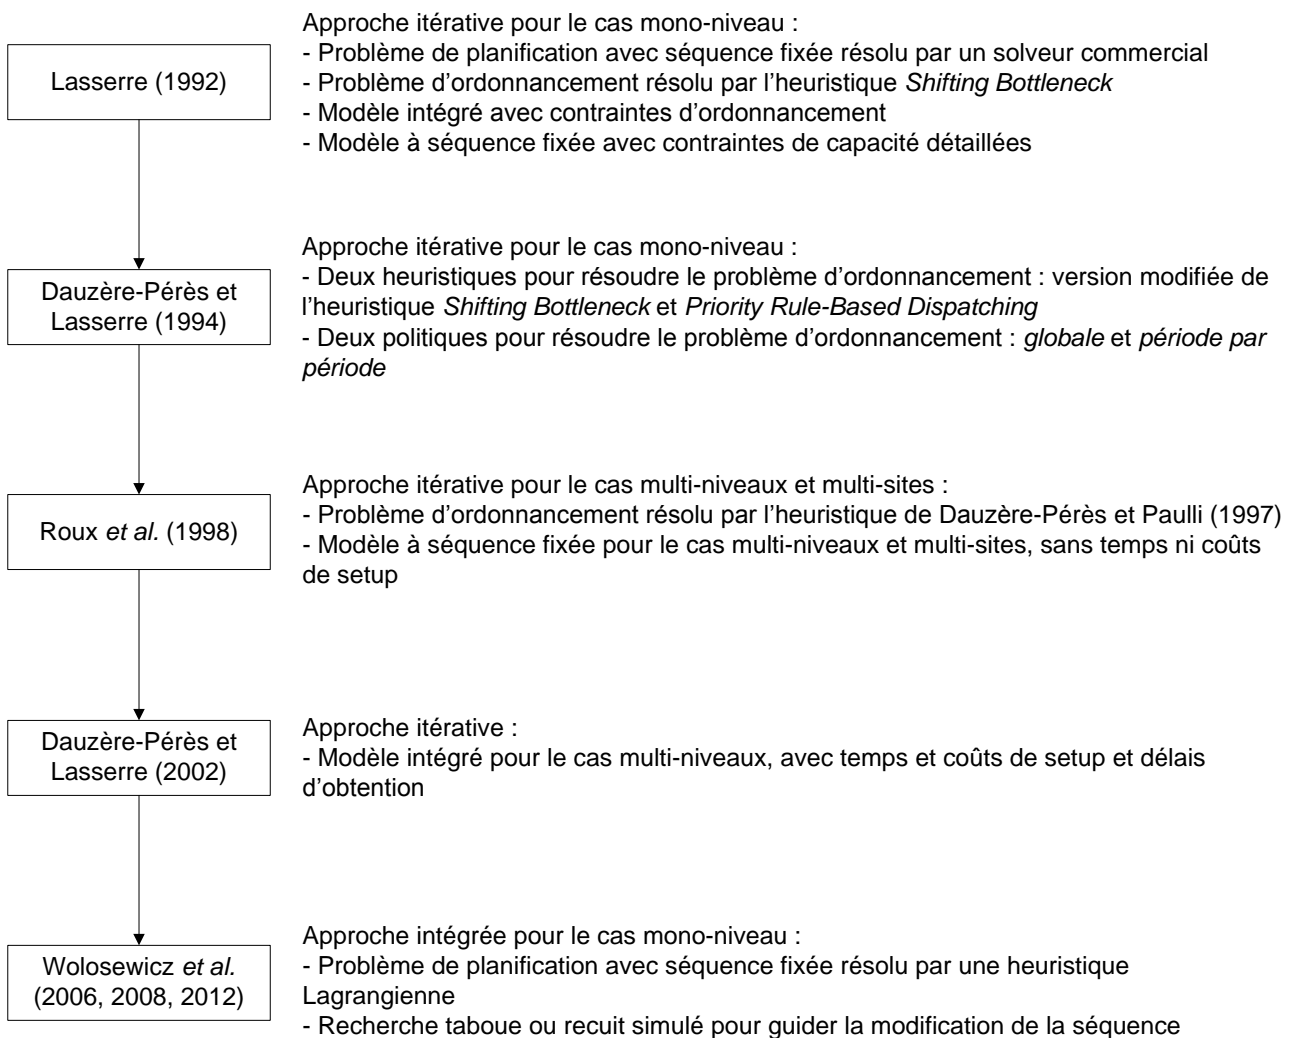 Lasserre (1992)
Approche itérative pour le cas mono-niveau :
- Problème de planification avec séquence fixée résolu par un solveur commercial
- Problème d'ordonnancement résolu par l'heuristique Shifting Bottleneck
- Modèle intégré avec contraintes d'ordonnancement
- Modèle à séquence fixée avec contraintes de capacité détaillées
Dauzère-Pérès et
Lasserre (1994)
Approche itérative pour le cas mono-niveau :
- Deux heuristiques pour résoudre le problème d'ordonnancement : version modifiée de
l'heuristique Shifting Bottleneck et Priority Rule-Based Dispatching
- Deux politiques pour résoudre le problème d'ordonnancement : globale et période par
période
Roux et al. (1998)
Approche itérative pour le cas multi-niveaux et multi-sites :
- Problème d'ordonnancement résolu par l'heuristique de Dauzère-Pérès et Paulli (1997)
- Modèle à séquence fixée pour le cas multi-niveaux et multi-sites, sans temps ni coûts
de setup
Dauzère-Pérès et
Lasserre (2002)
Approche itérative :
- Modèle intégré pour le cas multi-niveaux, avec temps et coûts de setup et délais
d'obtention
Wolosewicz et al.
(2006, 2008, 2012)
Approche intégrée pour le cas mono-niveau :
- Problème de planification avec séquence fixée résolu par une heuristique
Lagrangienne
- Recherche taboue ou recuit simulé pour guider la modification de la séquence